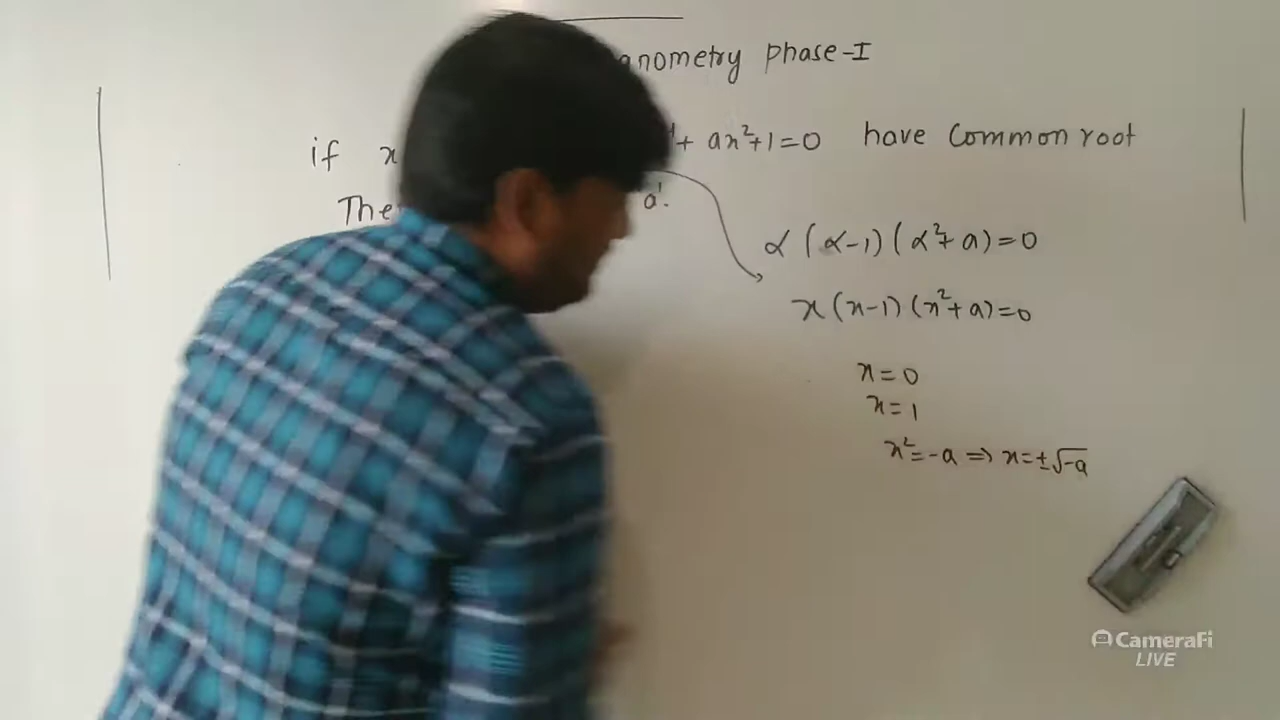 phase-I
if x + ax²+1=0 have common root
The a'.
α (α-1) (α²+a)=0
x (x-1) (x²+a)=0
x=0
x=1
x²=-a ⇒ x=±√-a
CameraFi
LIVE